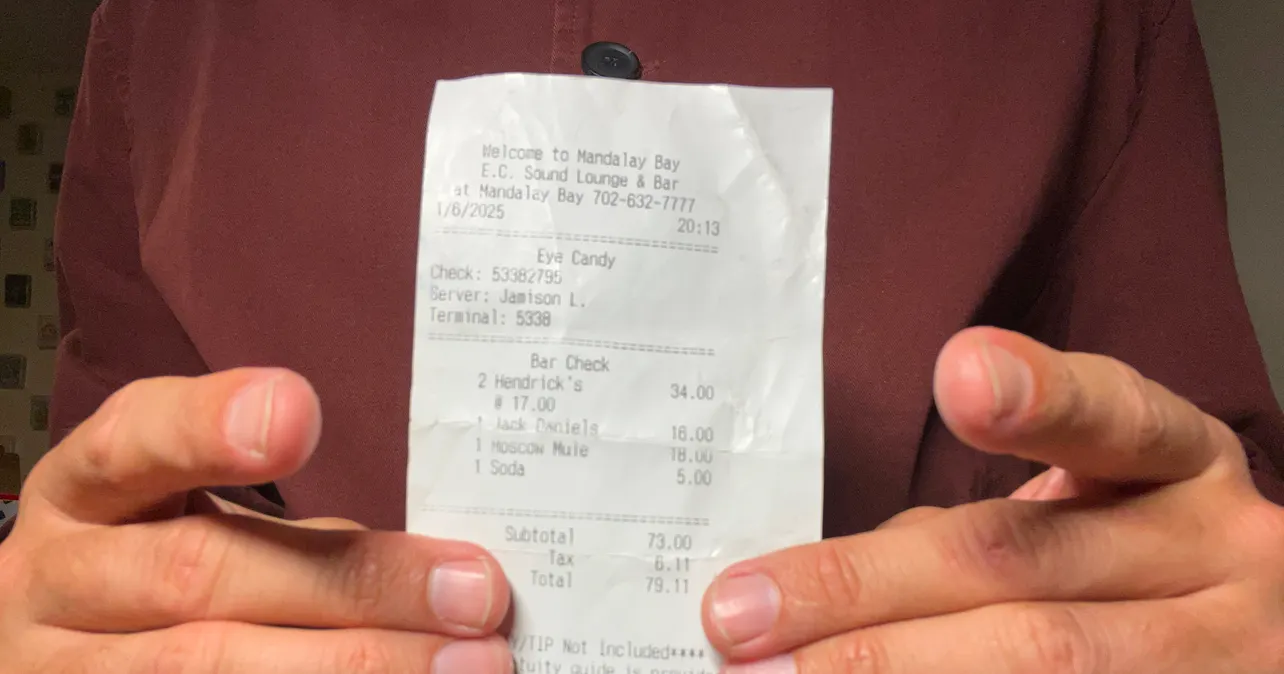 Welcome to Mandalay Bay
E.C. Sound Lounge & Bar
at Mandalay Bay 702-632-7777
1/6/2025 20:13
==================================
Eye Candy
Check: 53382795
Server: Jamison L.
Terminal: 5338
==================================
Bar Check
2 Hendrick's 34.00
@ 17.00
1 Jack Daniels 16.00
1 Moscow Mule 18.00
1 Soda 5.00
==================================
Subtotal 73.00
Tax 6.11
Total 79.11
/TIP Not Included****
guide is